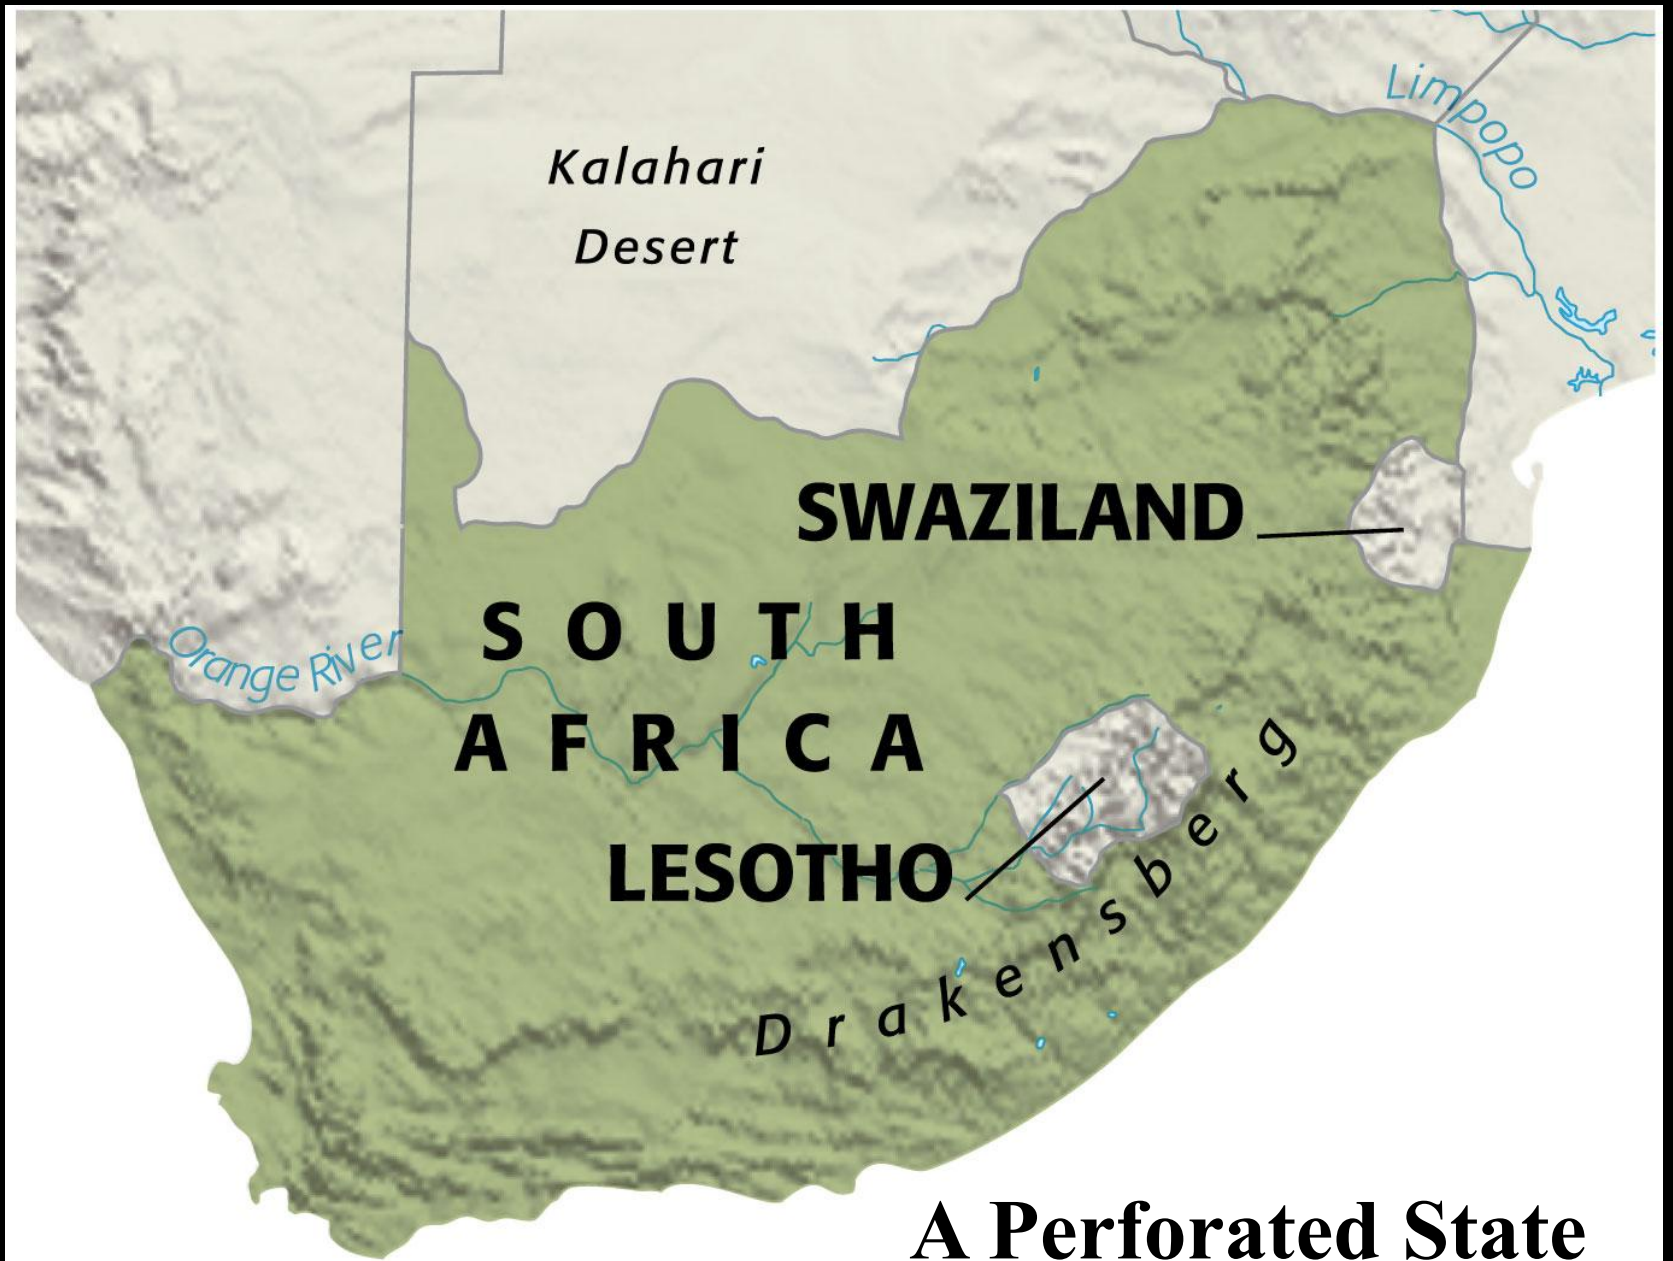 Limpopo
Kalahari
Desert
SWAZILAND
SOUTH
Orange River
AFRICA
LESOTHO
Drakensberg
A Perforated State